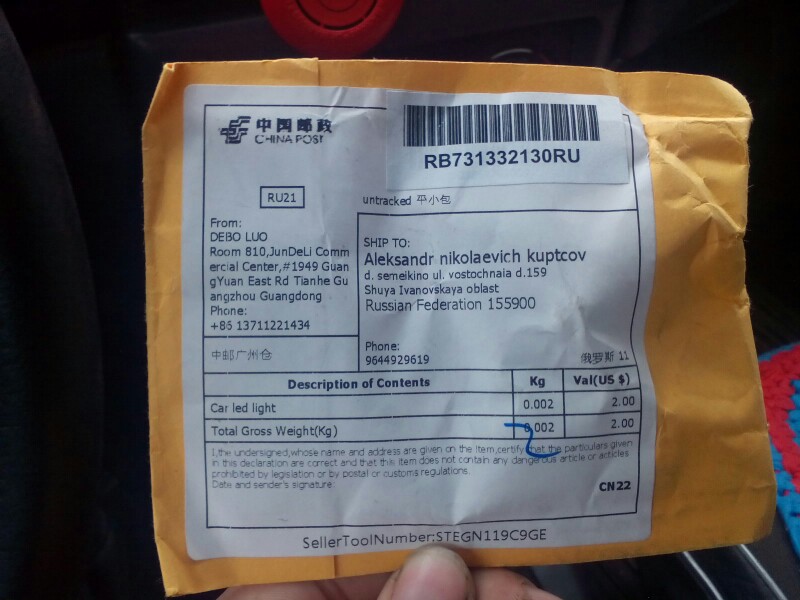 中国邮政
CHINA POST
RB731332130RU
RU21
untracked 平小包
From:
DEBO LUO
Room 810,JunDeLi Comm
ercial Center,#1949 Guan
gYuan East Rd Tianhe Gu
angzhou Guangdong
Phone:
+86 13711221434
中邮广州仓
SHIP TO:
Aleksandr nikolaevich kuptcov
d. semeikino ul. vostochnaia d.159
Shuya Ivanovskaya oblast
Russian Federation 155900
Phone:
9644929619
俄罗斯 11
Description of Contents Kg Val(US $)
Car led light 0.002 2.00
Total Gross Weight(Kg) 0.002 2.00
I,the undersigned,whose name and address are given on the item,certify that the particulars given
in this declaration are correct and that this item does not contain any dangerous article or articles
prohibited by legislation or by postal or customs regulations.
Date and sender's signature:
CN22
SellerToolNumber:STEGN119C9GE